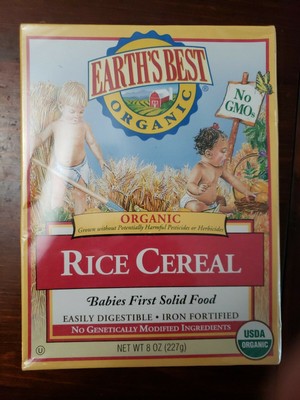 EARTH'S BEST
ORGANIC
No
GMOs
ORGANIC
Grown without Potentially Harmful Pesticides or Herbicides
RICE CEREAL
Babies First Solid Food
EASILY DIGESTIBLE • IRON FORTIFIED
NO GENETICALLY MODIFIED INGREDIENTS
U
NET WT 8 OZ (227g)
USDA
ORGANIC